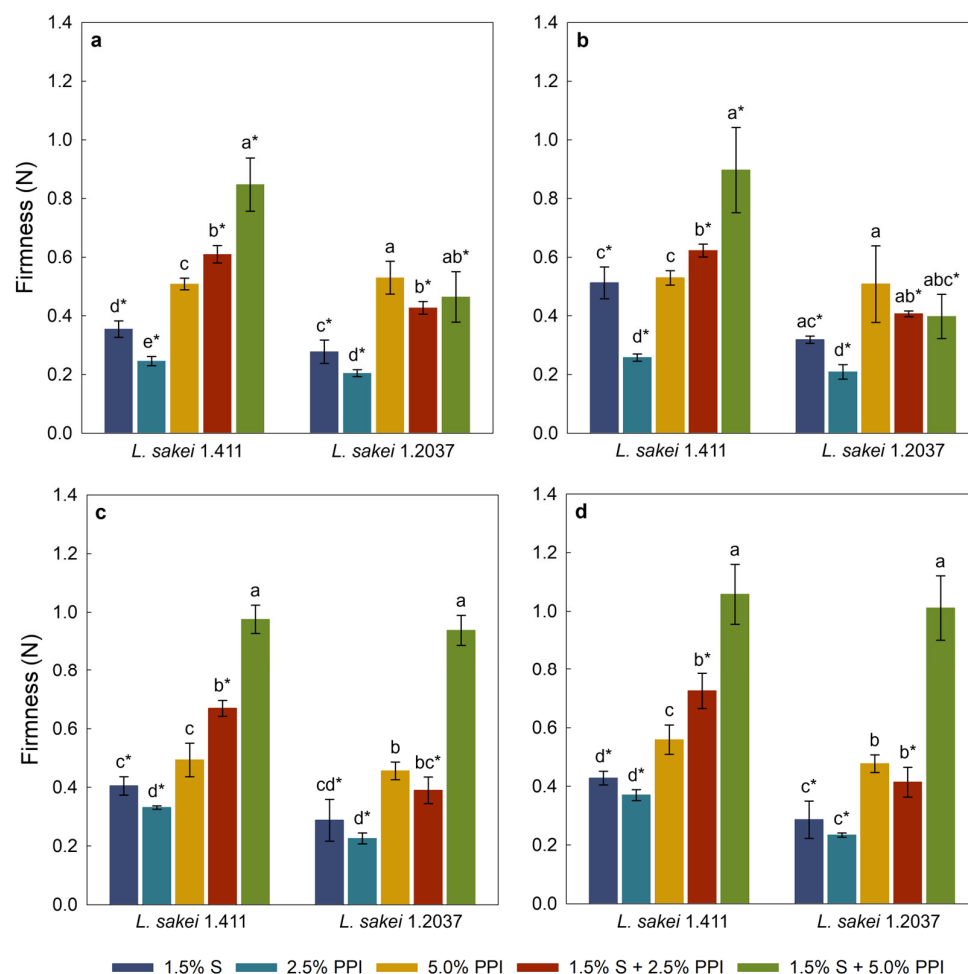 a
b
Firmness (N)
1.4
1.2
1.0
0.8
0.6
0.4
0.2
0.0
d* e* c b* a*
c* d* a b* ab*
L. sakei 1.411 L. sakei 1.2037
1.4
1.2
1.0
0.8
0.6
0.4
0.2
0.0
c* d* c b* a*
ac* d* a ab* abc*
L. sakei 1.411 L. sakei 1.2037
c
d
Firmness (N)
1.4
1.2
1.0
0.8
0.6
0.4
0.2
0.0
c* d* c b* a
cd* d* b bc* a
L. sakei 1.411 L. sakei 1.2037
1.4
1.2
1.0
0.8
0.6
0.4
0.2
0.0
d* d* c b* a
c* c* b b* a
L. sakei 1.411 L. sakei 1.2037
1.5% S 2.5% PPI 5.0% PPI 1.5% S + 2.5% PPI 1.5% S + 5.0% PPI